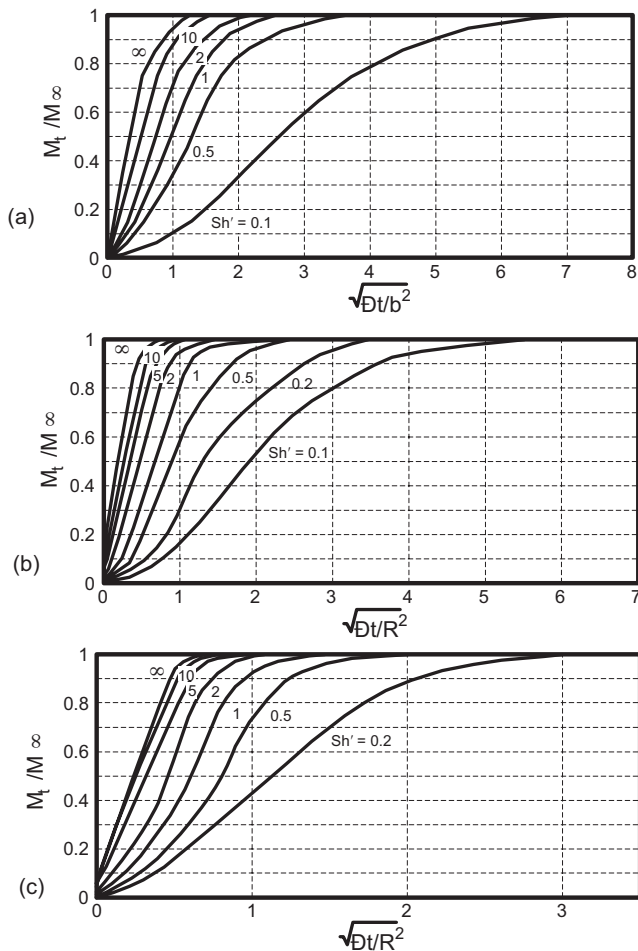 1
∞
10
0.8
2
1
0.6
M_t /M ∞
0.4
0.5
0.2
Sh′ = 0.1
(a)
0
0 1 2 3 4 5 6 7 8
√Đt/b²
1
∞
10
0.8
5 2 1 0.5 0.2
0.6
M_t /M ∞
Sh′ = 0.1
0.4
0.2
(b)
0
0 1 2 3 4 5 6 7
√Đt/R²
1
∞
10
5 2
0.8
1 0.5
Sh′ = 0.2
0.6
M_t /M ∞
0.4
0.2
(c)
0
0 1 2 3
√Đt/R²